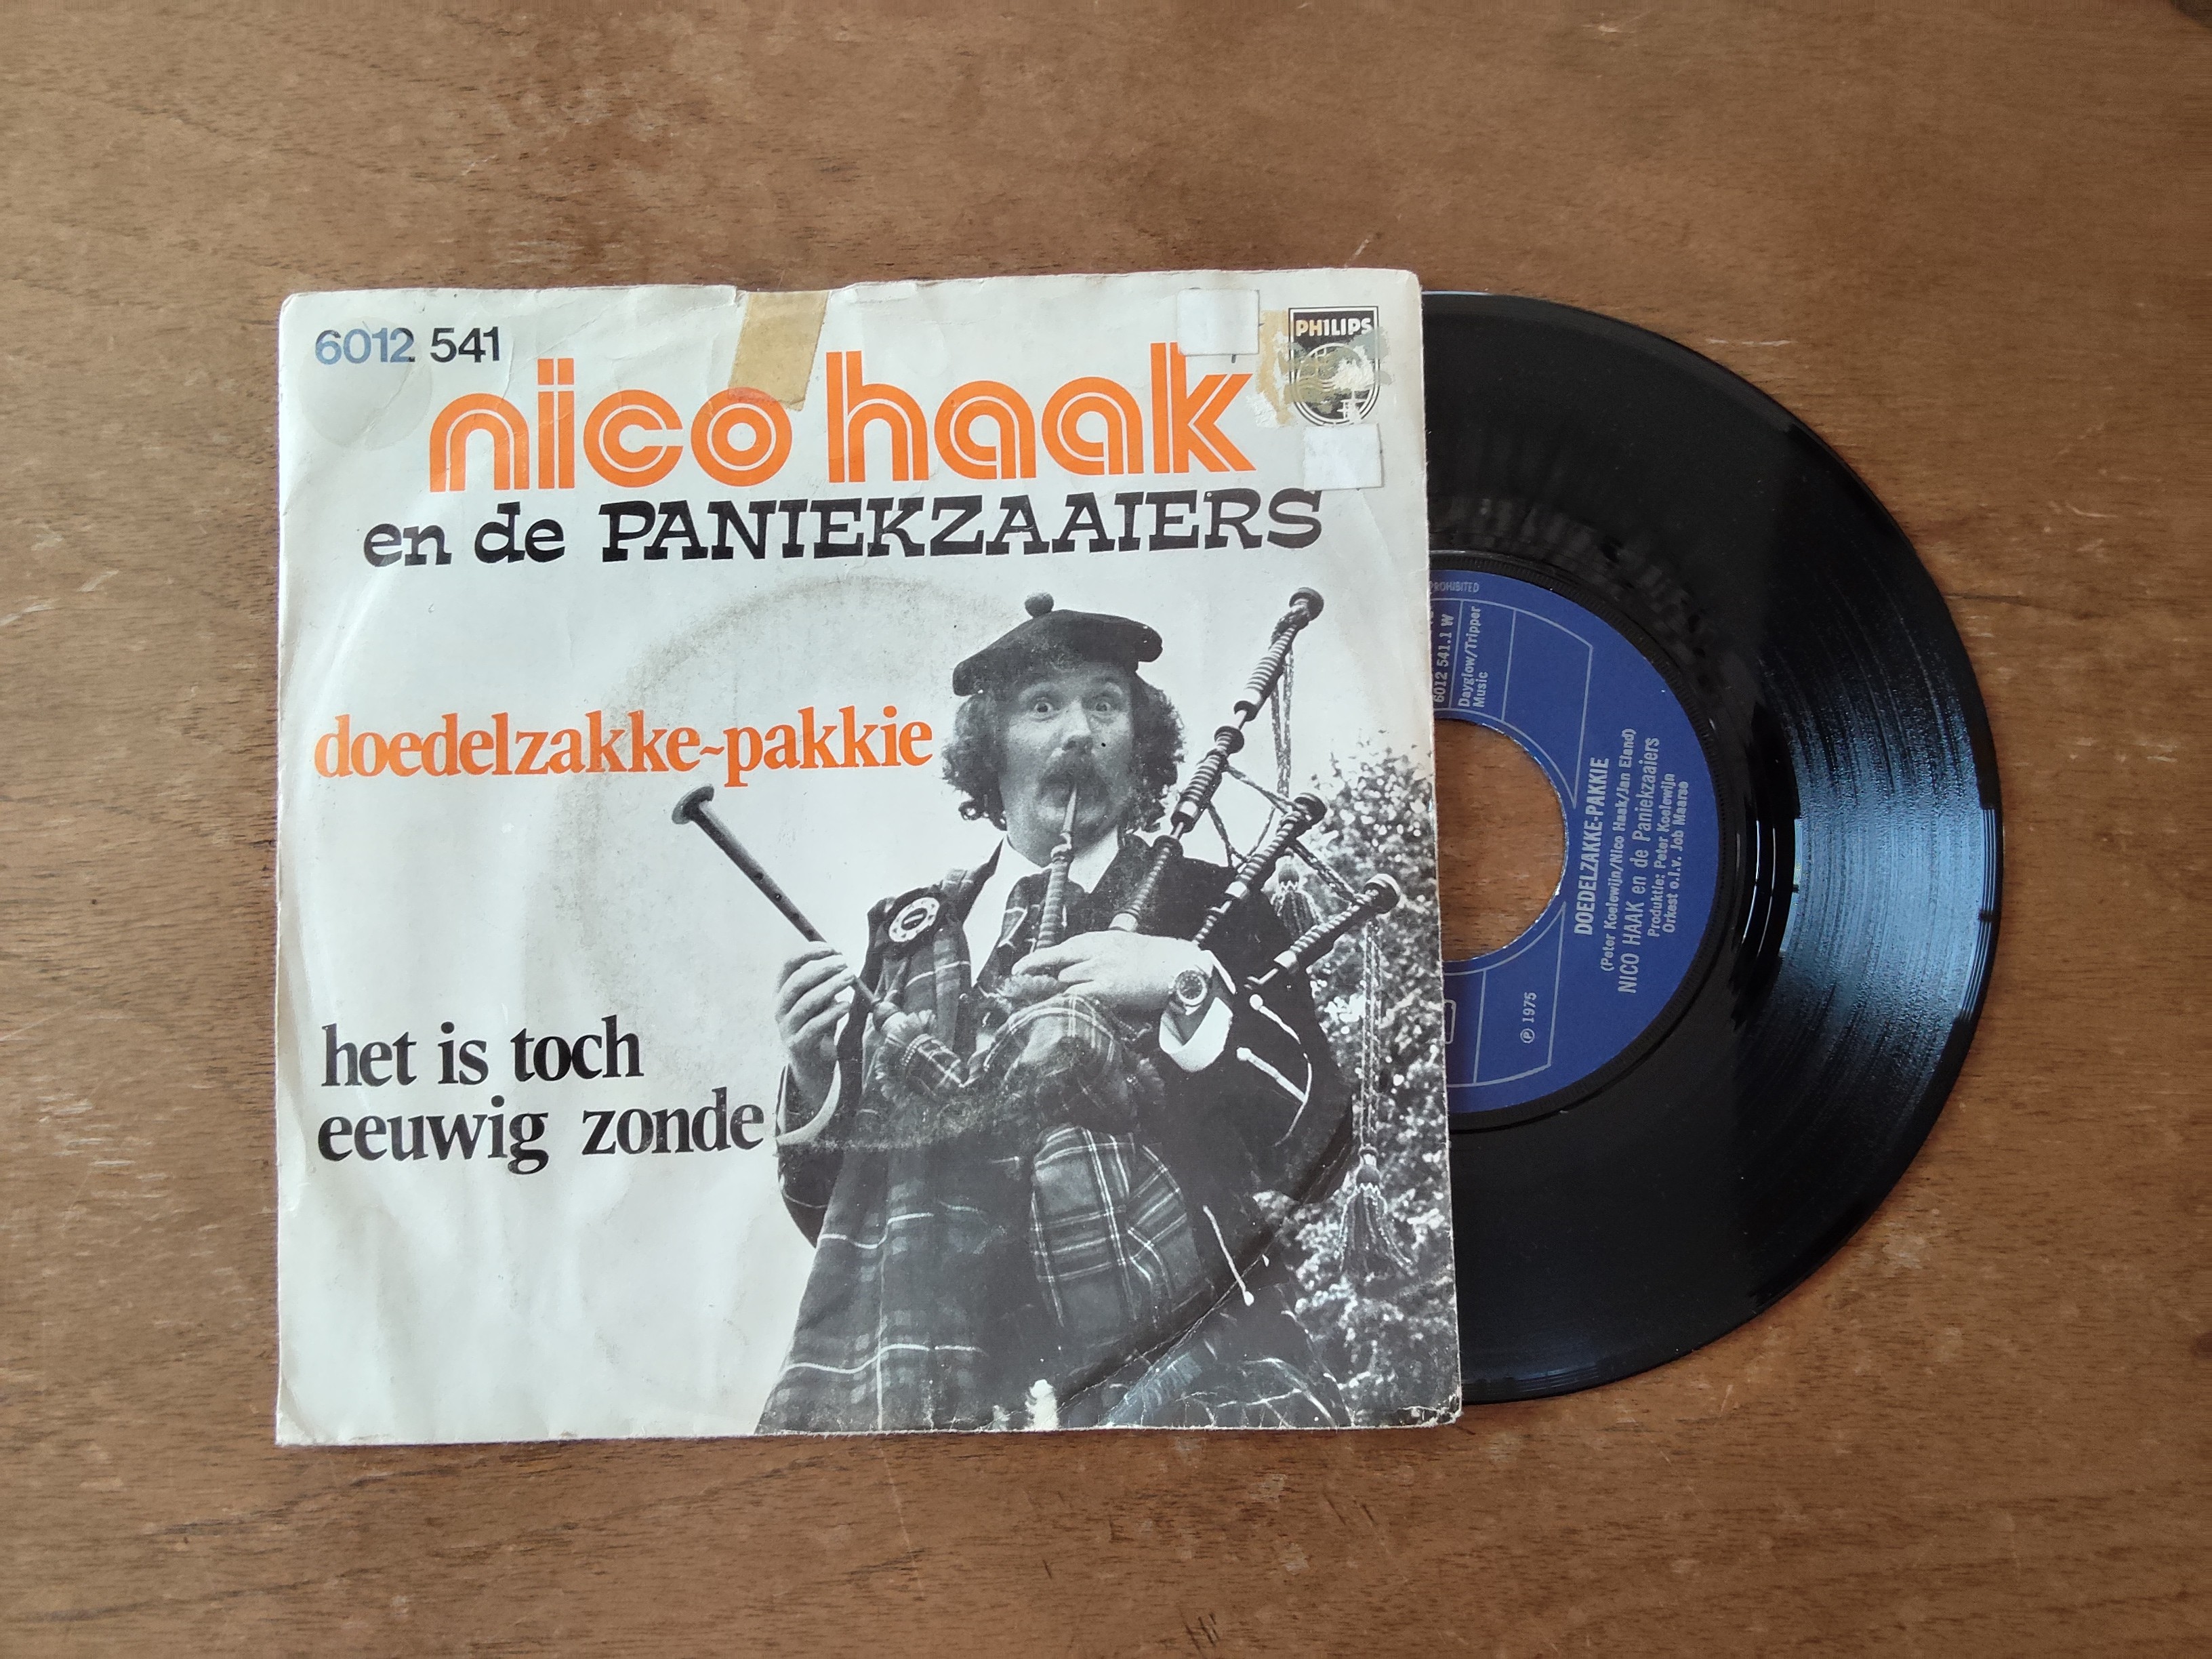 6012 541
PHILIPS
nico haak
en de PANIEKZAAIERS
doedelzakke-pakkie
het is toch
eeuwig zonde
PROHIBITED
6012 541.1 W
Dayglow/Tripper
Music
DOEDELZAKKE-PAKKIE
(Peter Koelewijn/Nico Haak/Jan Eland)
NICO HAAK en de Paniekzaaiers
Produktie: Peter Koelewijn
Orkest o.l.v. Job Maarse
℗ 1975